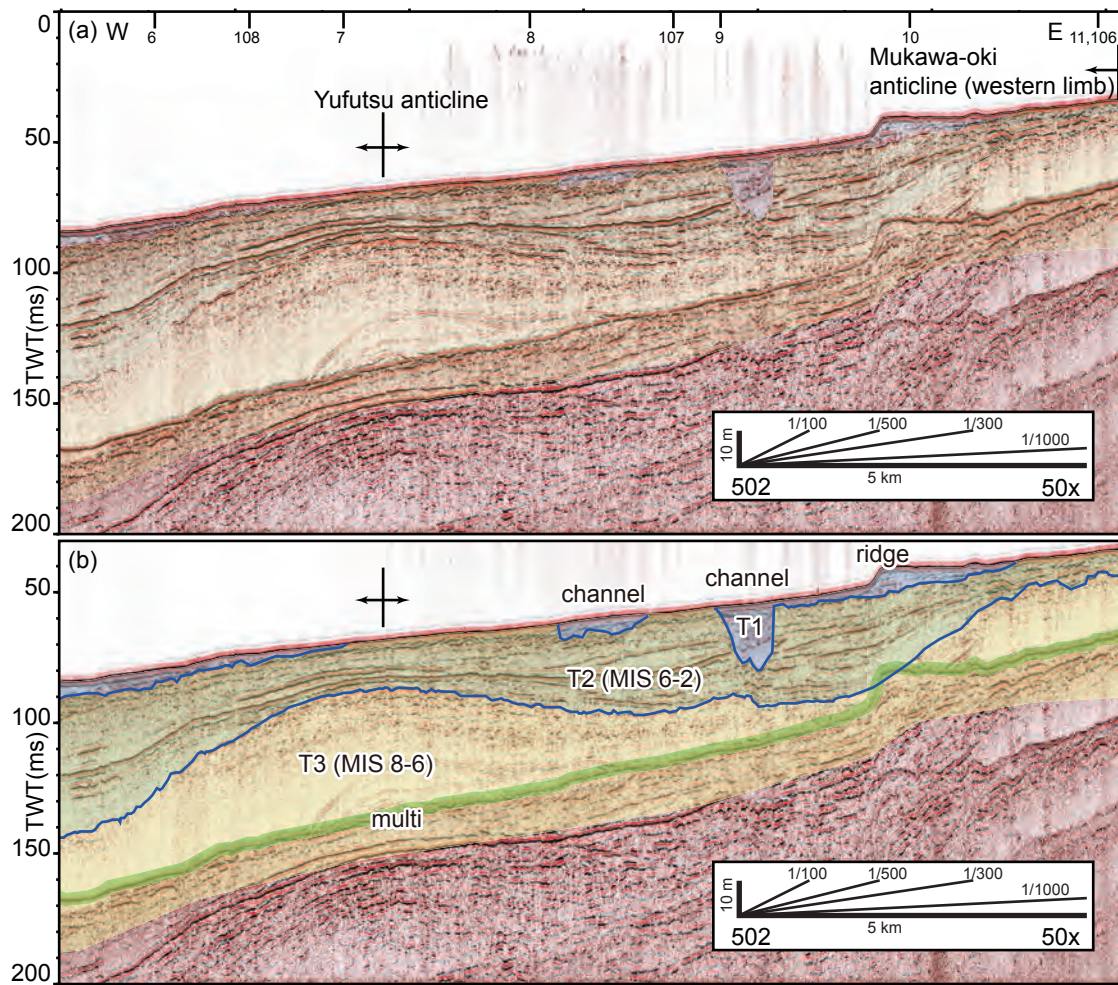 0
(a) W
6
108
7
8
107
9
10
E
11,106
Mukawa-oki
anticline (western limb)
Yufutsu anticline
50
100
TWT(ms)
150
200
10 m
1/100
1/500
1/300
1/1000
5 km
502
50x
(b)
ridge
channel
channel
50
T1
T2 (MIS 6-2)
100
TWT(ms)
T3 (MIS 8-6)
multi
150
200
10 m
1/100
1/500
1/300
1/1000
5 km
502
50x